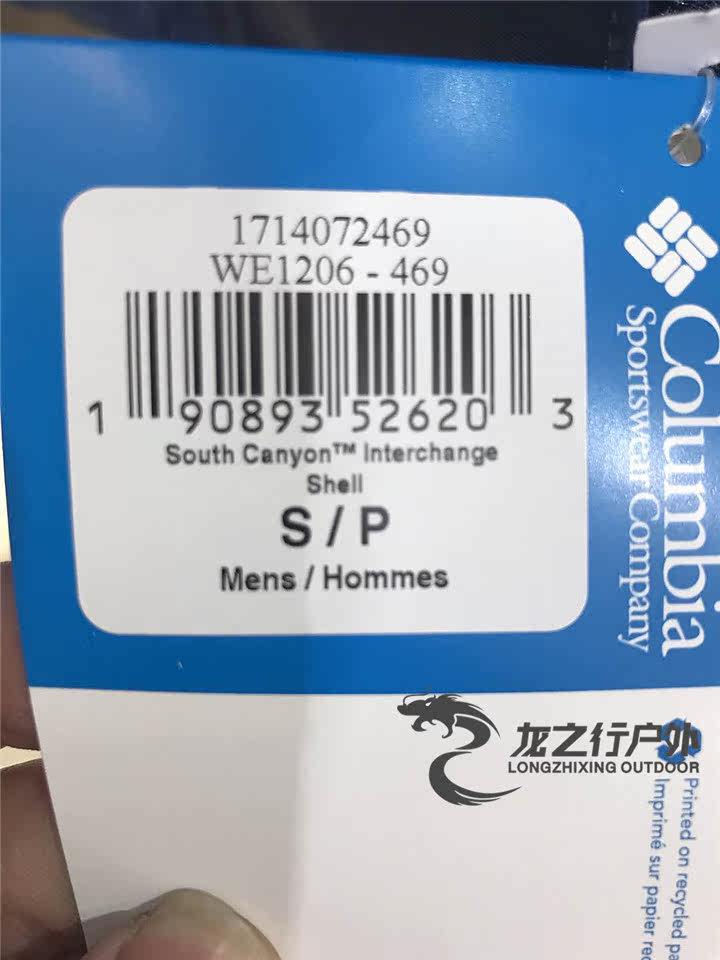 1714072469
WE1206 - 469
1 90893 52620 3
South Canyon™ Interchange
Shell
S / P
Mens / Hommes
Columbia
Sportswear Company
龙之行户外
LONGZHIXING OUTDOOR
Printed on recycled
Imprimé sur papier